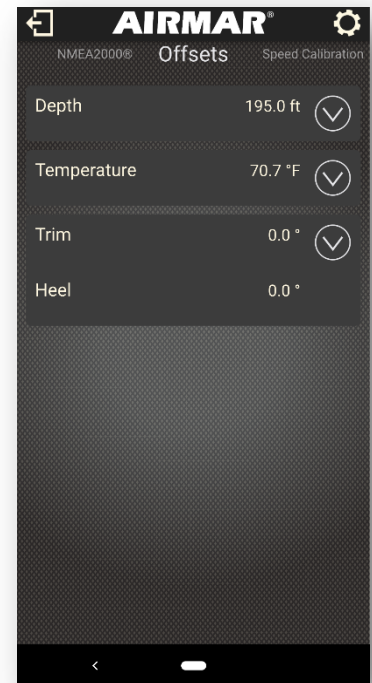 AIRMAR®
NMEA2000® Offsets Speed Calibration
Depth 195.0 ft
Temperature 70.7 °F
Trim 0.0 °
Heel 0.0 °